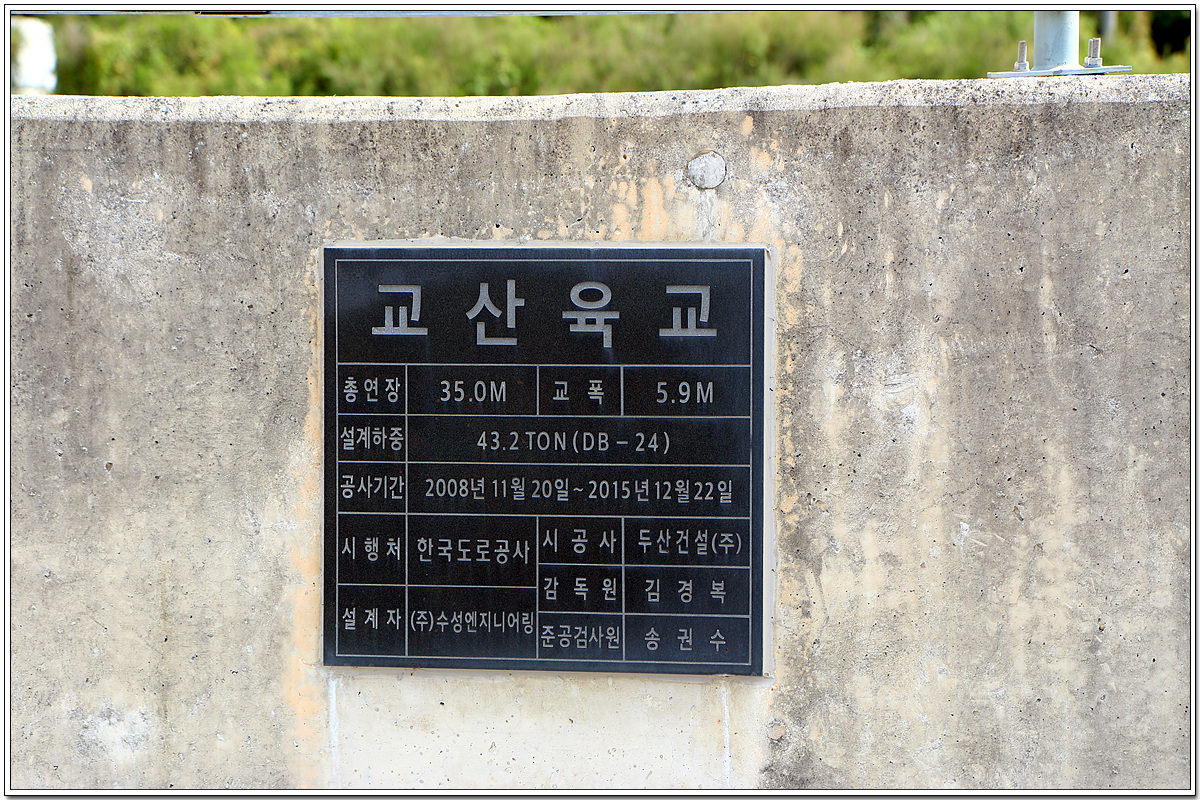 교산육교
총연장 35.0M 교폭 5.9M
설계하중 43.2 TON (DB – 24)
공사기간 2008년 11월 20일 ~ 2015년 12월 22일
시행처 한국도로공사 시공사 두산건설(주)
감독원 김경복
설계자 (주)수성엔지니어링
준공검사원 송권수